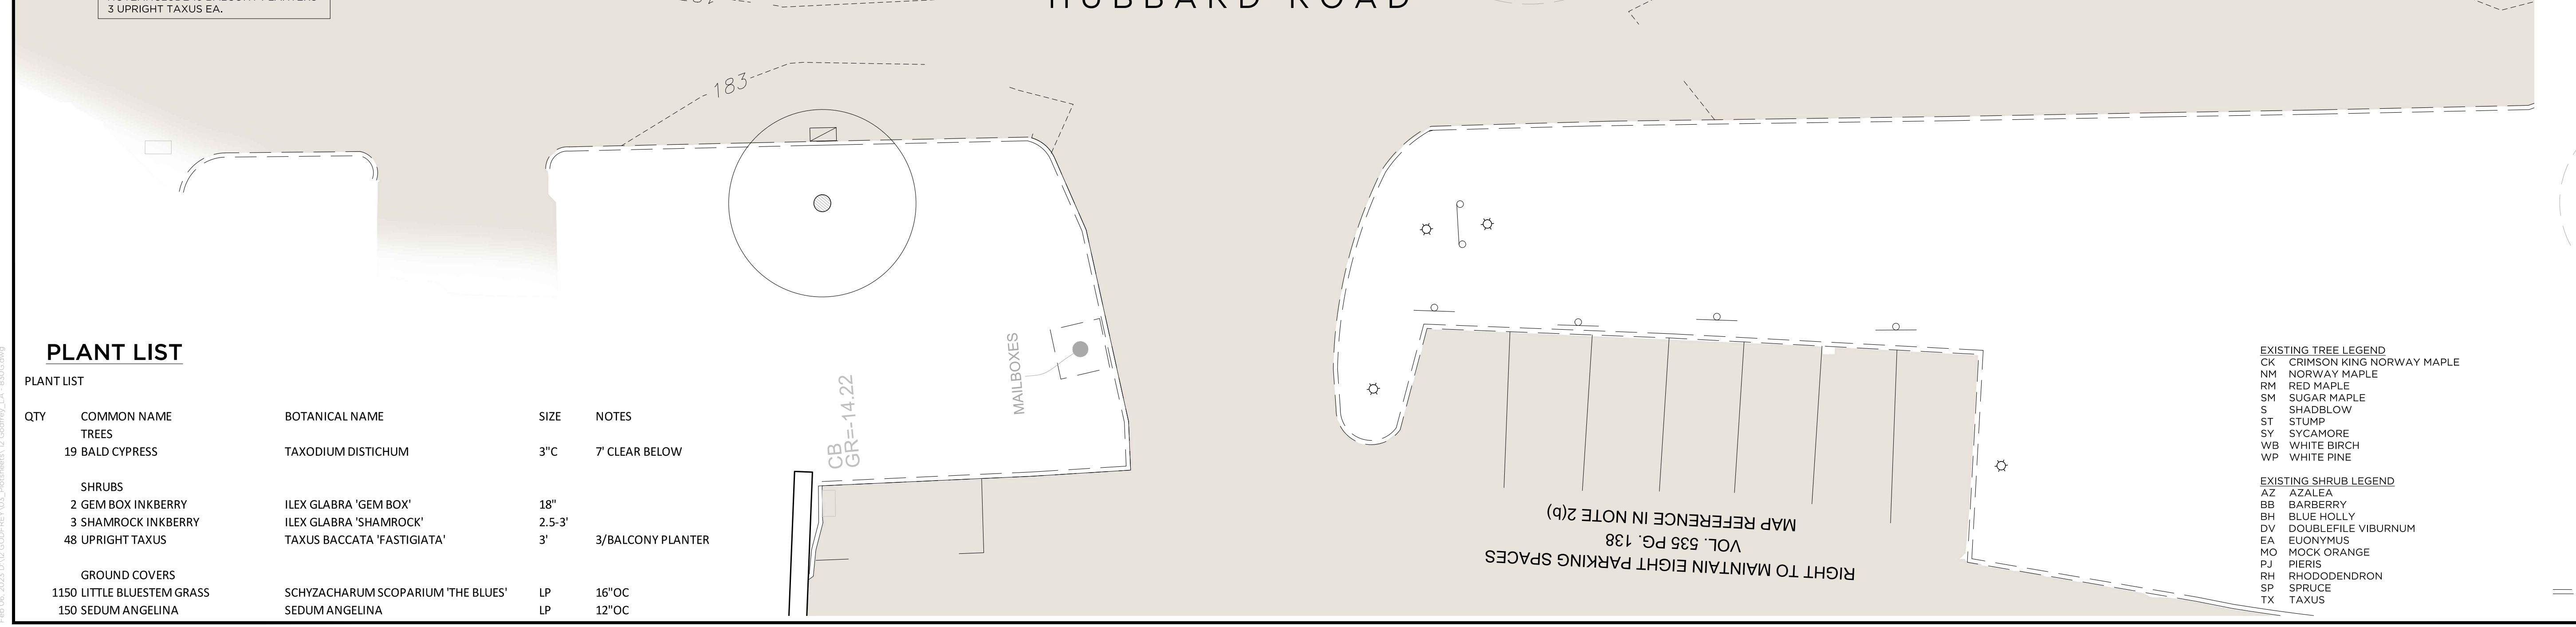 3 UPRIGHT TAXUS EA.
HUBBARD ROAD
183
MAILBOXES
CB
GR=-14.22
PLANT LIST
PLANT LIST
QTY COMMON NAME BOTANICAL NAME SIZE NOTES
TREES
19 BALD CYPRESS TAXODIUM DISTICHUM 3"C 7' CLEAR BELOW
SHRUBS
2 GEM BOX INKBERRY ILEX GLABRA 'GEM BOX' 18"
3 SHAMROCK INKBERRY ILEX GLABRA 'SHAMROCK' 2.5-3'
48 UPRIGHT TAXUS TAXUS BACCATA 'FASTIGIATA' 3' 3/BALCONY PLANTER
GROUND COVERS
1150 LITTLE BLUESTEM GRASS SCHYZACHARUM SCOPARIUM 'THE BLUES' LP 16"OC
150 SEDUM ANGELINA SEDUM ANGELINA LP 12"OC
RIGHT TO MAINTAIN EIGHT PARKING SPACES
VOL. 535 PG. 138
MAP REFERENCE IN NOTE 2(b)
EXISTING TREE LEGEND
CK CRIMSON KING NORWAY MAPLE
NM NORWAY MAPLE
RM RED MAPLE
SM SUGAR MAPLE
S SHADBLOW
ST STUMP
SY SYCAMORE
WB WHITE BIRCH
WP WHITE PINE
EXISTING SHRUB LEGEND
AZ AZALEA
BB BARBERRY
BH BLUE HOLLY
DV DOUBLEFILE VIBURNUM
EA EUONYMUS
MO MOCK ORANGE
PJ PIERIS
RH RHODODENDRON
SP SPRUCE
TX TAXUS